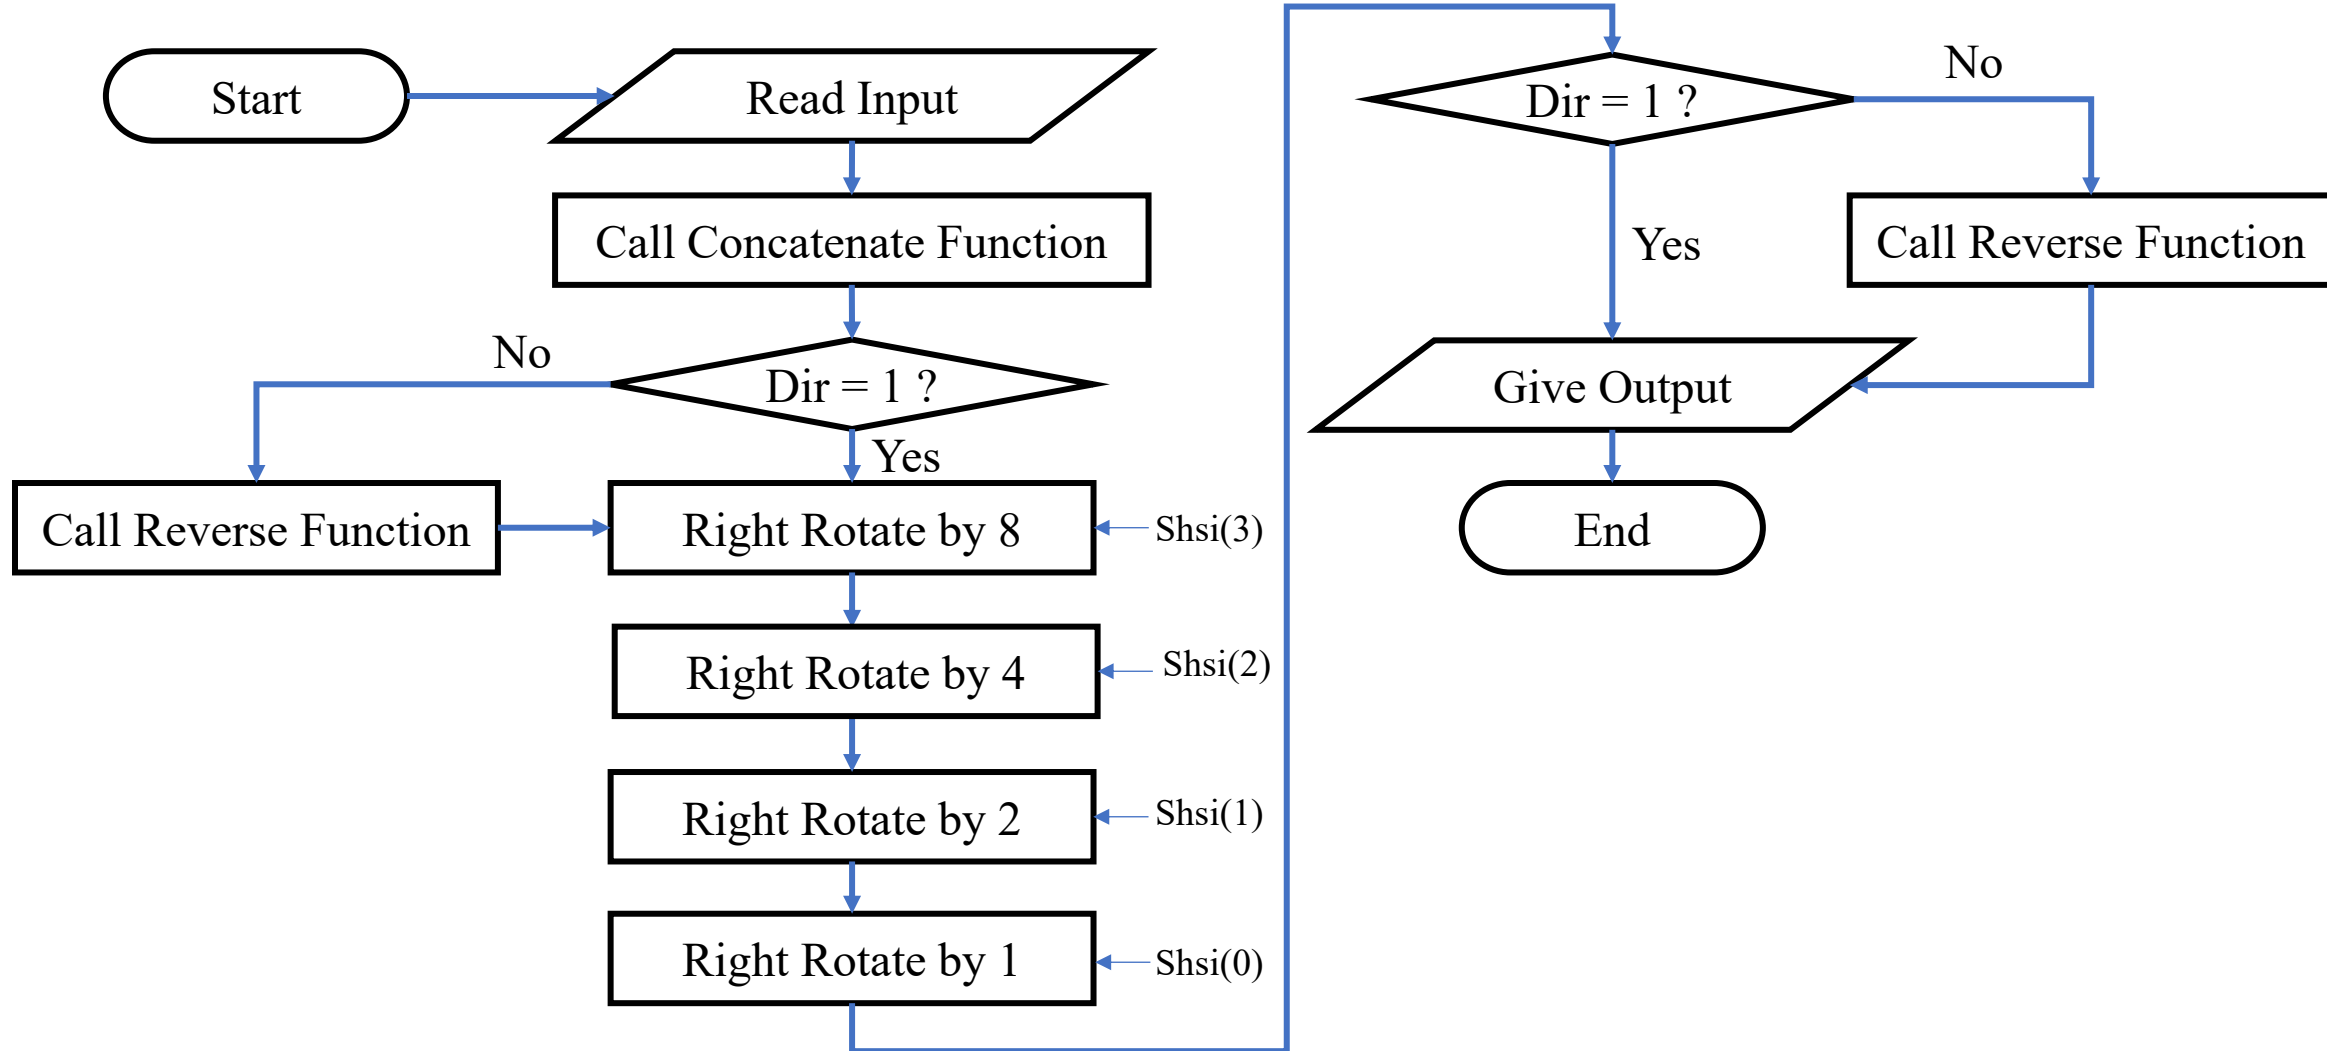 Start
Read Input
Call Concatenate Function
Dir = 1 ?
No
Yes
Call Reverse Function
Right Rotate by 8
Shsi(3)
Right Rotate by 4
Shsi(2)
Right Rotate by 2
Shsi(1)
Right Rotate by 1
Shsi(0)
Dir = 1 ?
No
Yes
Call Reverse Function
Give Output
End